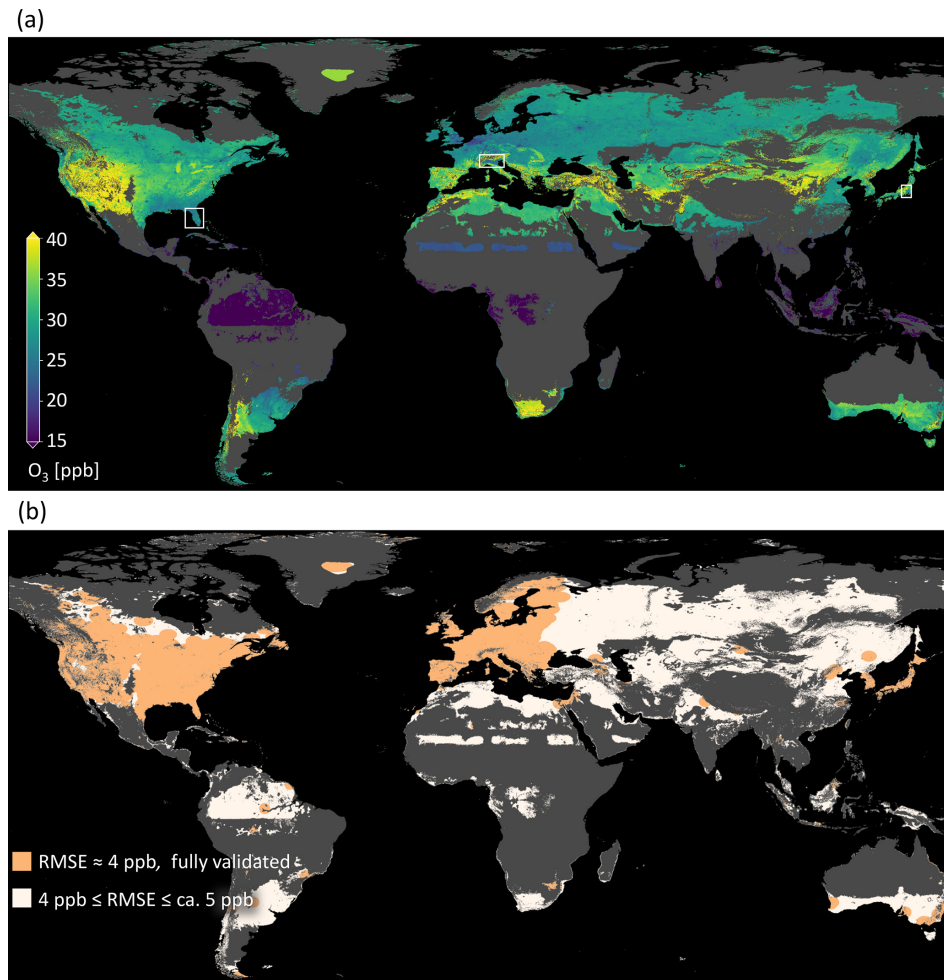 (a)
40
35
30
25
20
15
O₃ [ppb]
(b)
RMSE ≈ 4 ppb, fully validated
4 ppb ≤ RMSE ≤ ca. 5 ppb